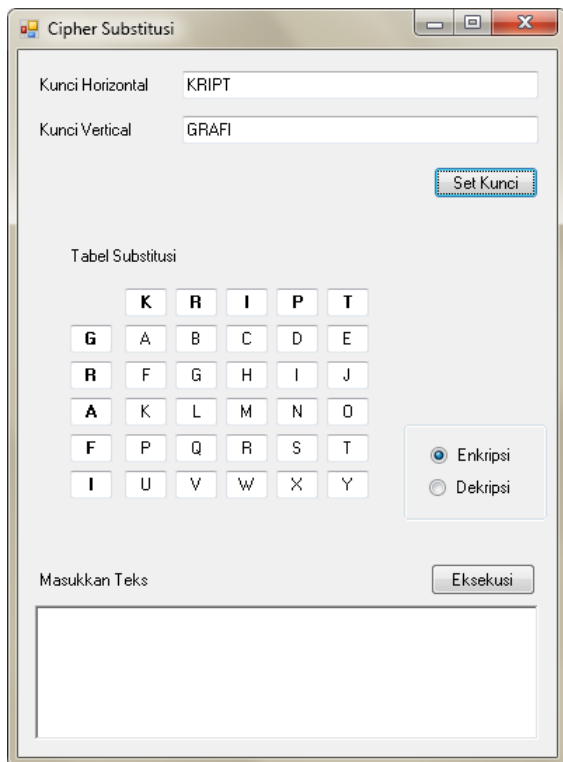 Cipher Substitusi
Kunci Horizontal KRIPT
Kunci Vertical GRAFI
Set Kunci
Tabel Substitusi
K R I P T
G A B C D E
R F G H I J
A K L M N O
F P Q R S T
I U V W X Y
Enkripsi
Dekripsi
Masukkan Teks Eksekusi